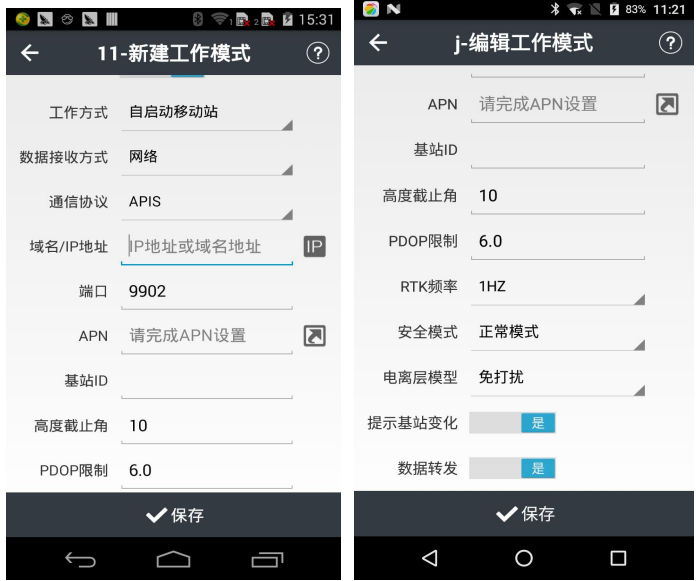 15:31
11-新建工作模式
工作方式 自启动移动站
数据接收方式 网络
通信协议 APIS
域名/IP地址 IP地址或域名地址 IP
端口 9902
APN 请完成APN设置
基站ID
高度截止角 10
PDOP限制 6.0
保存
83% 11:21
j-编辑工作模式
APN 请完成APN设置
基站ID
高度截止角 10
PDOP限制 6.0
RTK频率 1HZ
安全模式 正常模式
电离层模型 免打扰
提示基站变化 是
数据转发 是
保存